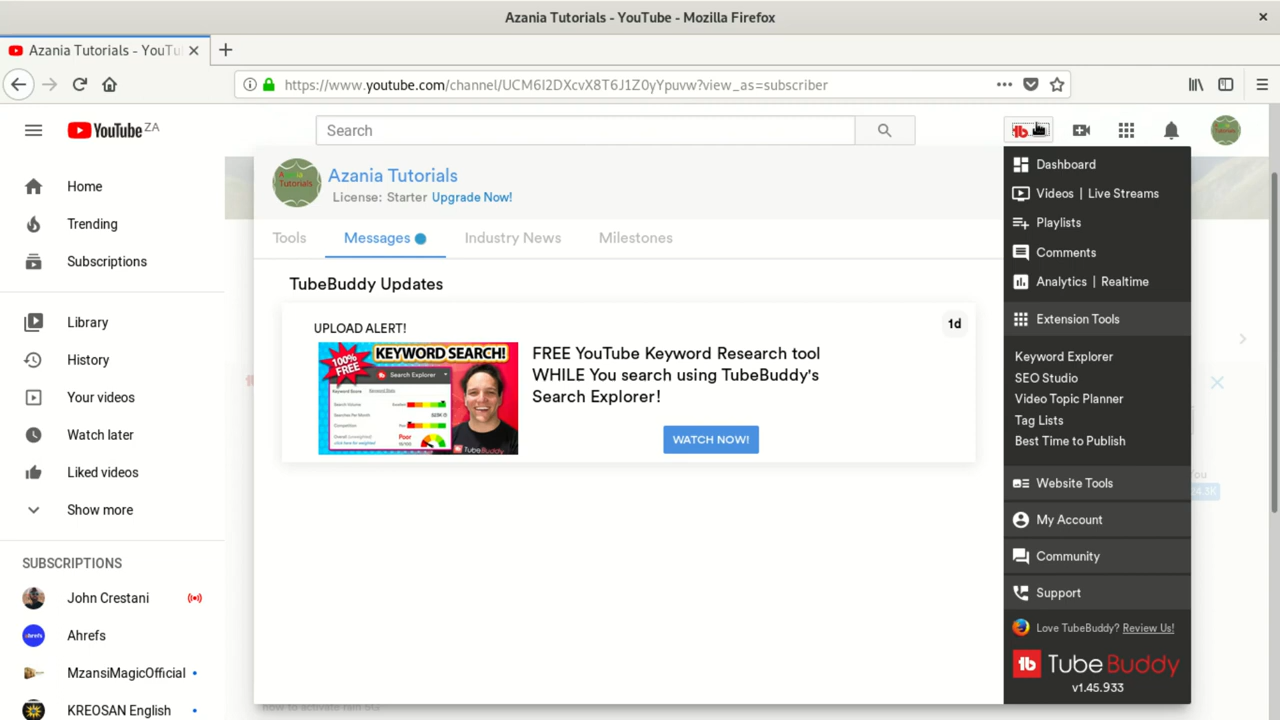 Azania Tutorials - YouTube - Mozilla Firefox
Azania Tutorials - YouTu
https://www.youtube.com/channel/UCM6I2DXcvX8T6J1Z0yYpuvw?view_as=subscriber
YouTube ZA
Search
Home
Trending
Subscriptions
Library
History
Your videos
Watch later
Liked videos
Show more
SUBSCRIPTIONS
John Crestani
Ahrefs
MzansiMagicOfficial
KREOSAN English
Azania Tutorials
License: Starter Upgrade Now!
Tools
Messages
Industry News
Milestones
TubeBuddy Updates
UPLOAD ALERT!
1d
100% FREE
KEYWORD SEARCH!
Search Explorer
Poor
TubeBuddy
FREE YouTube Keyword Research tool
WHILE You search using TubeBuddy's
Search Explorer!
WATCH NOW!
Dashboard
Videos | Live Streams
Playlists
Comments
Analytics | Realtime
Extension Tools
Keyword Explorer
SEO Studio
Video Topic Planner
Tag Lists
Best Time to Publish
Website Tools
My Account
Community
Support
Love TubeBuddy? Review Us!
TubeBuddy
v1.45.933